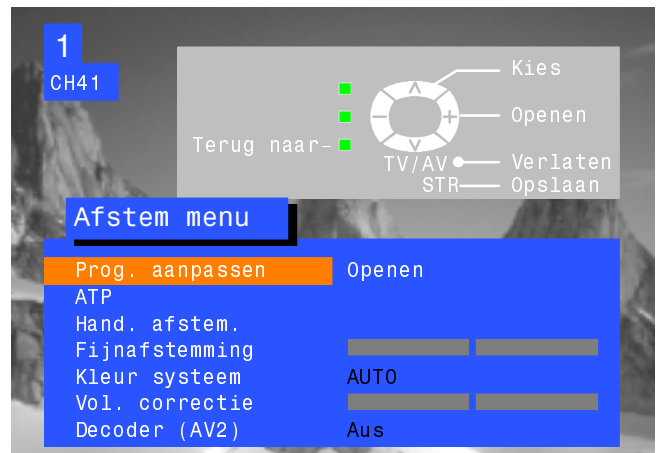 1
CH41
Kies
Openen
Terug naar
TV/AV Verlaten
STR Opslaan
Afstem menu
Prog. aanpassen Openen
ATP
Hand. afstem.
Fijnafstemming
Kleur systeem AUTO
Vol. correctie
Decoder (AV2) Aus